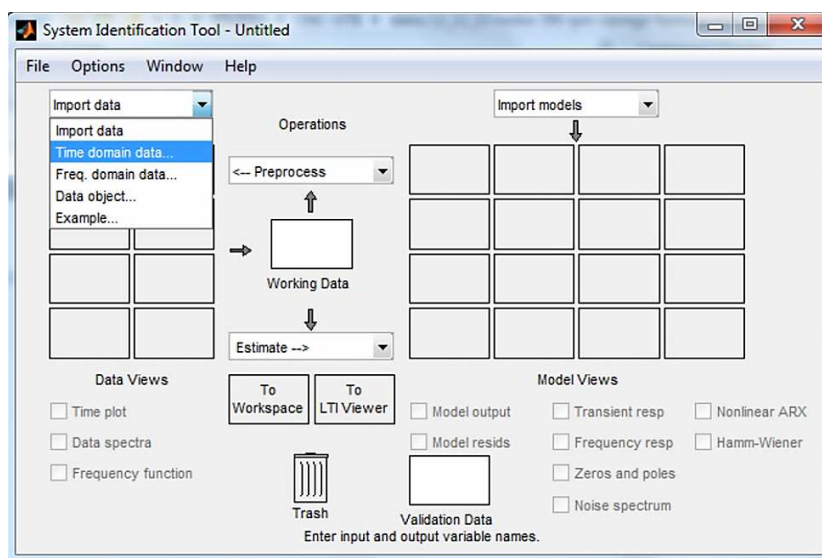 System Identification Tool - Untitled
File Options Window Help
Import data
Import data
Time domain data...
Freq. domain data...
Data object...
Example...
Operations
<-- Preprocess
Working Data
Estimate -->
Import models
Data Views
Time plot
Data spectra
Frequency function
To Workspace
To LTI Viewer
Trash
Validation Data
Model Views
Model output
Model resids
Transient resp
Frequency resp
Zeros and poles
Noise spectrum
Nonlinear ARX
Hamm-Wiener
Enter input and output variable names.